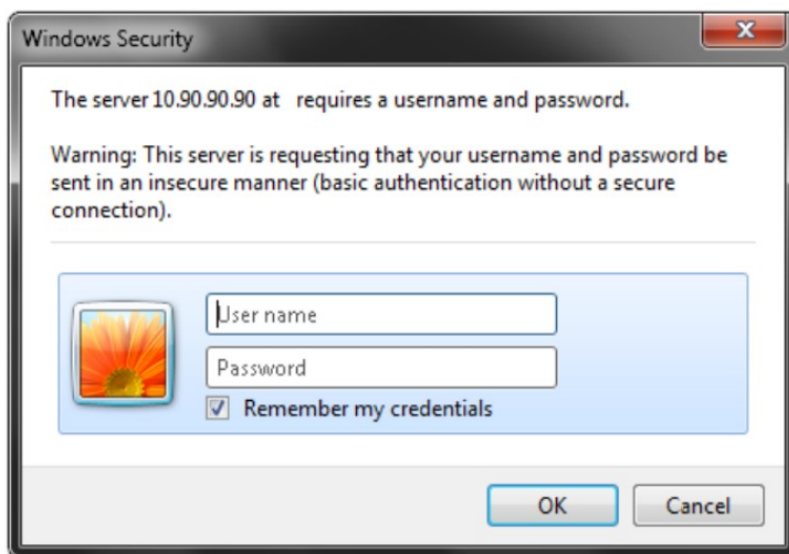 Windows Security
The server 10.90.90.90 at   requires a username and password.
Warning: This server is requesting that your username and password be
sent in an insecure manner (basic authentication without a secure
connection).
User name
Password
Remember my credentials
OK Cancel